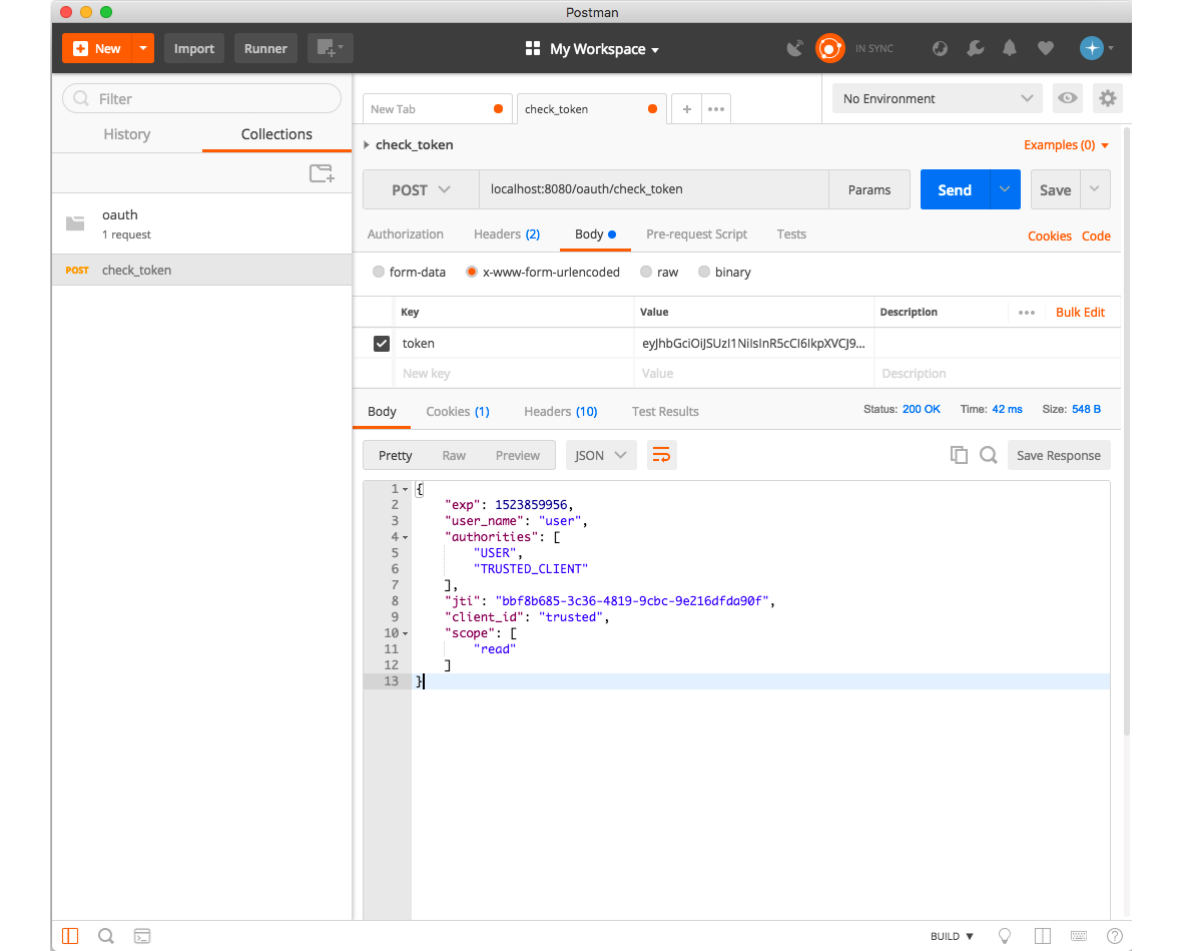 Postman
New Import Runner My Workspace IN SYNC
Filter
History Collections
oauth
1 request
POST check_token
New Tab check_token + ••• No Environment
check_token Examples (0)
POST localhost:8080/oauth/check_token Params Send Save
Authorization Headers (2) Body Pre-request Script Tests Cookies Code
form-data x-www-form-urlencoded raw binary
Key Value Description ••• Bulk Edit
token eyJhbGciOiJSUzI1NiIsInR5cCI6IkpXVCJ9...
New key Value Description
Body Cookies (1) Headers (10) Test Results Status: 200 OK Time: 42 ms Size: 548 B
Pretty Raw Preview JSON Save Response
1 {
2 "exp": 1523859956,
3 "user_name": "user",
4 "authorities": [
5 "USER",
6 "TRUSTED_CLIENT"
7 ],
8 "jti": "bbf8b685-3c36-4819-9cbc-9e216dfda90f",
9 "client_id": "trusted",
10 "scope": [
11 "read"
12 ]
13 }
BUILD ?